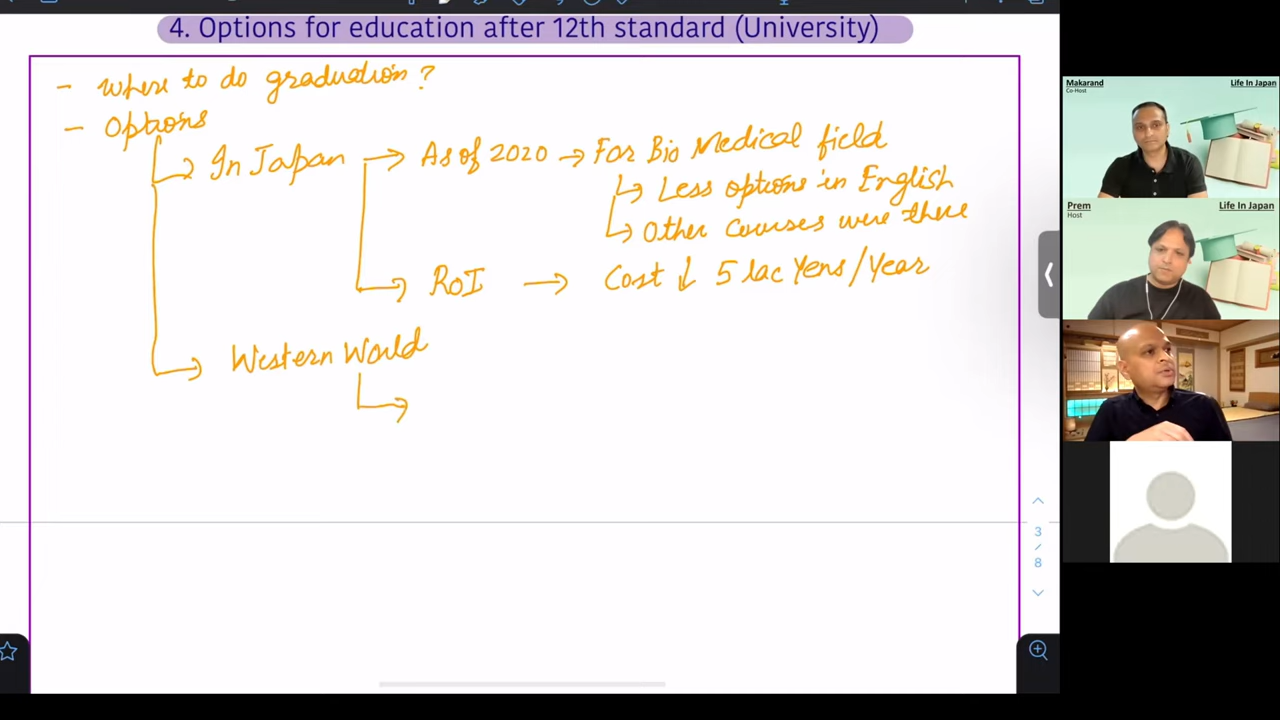 4. Options for education after 12th standard (University)
- Where to do graduation?
- Options
In Japan → As of 2020 → For Bio Medical field
Less options in English
Other courses were there
RoI → Cost ↓ 5 lac Yens/Year
Western World
Makarand
Co-Host
Life In Japan
Prem
Host
Life In Japan
3
/
8